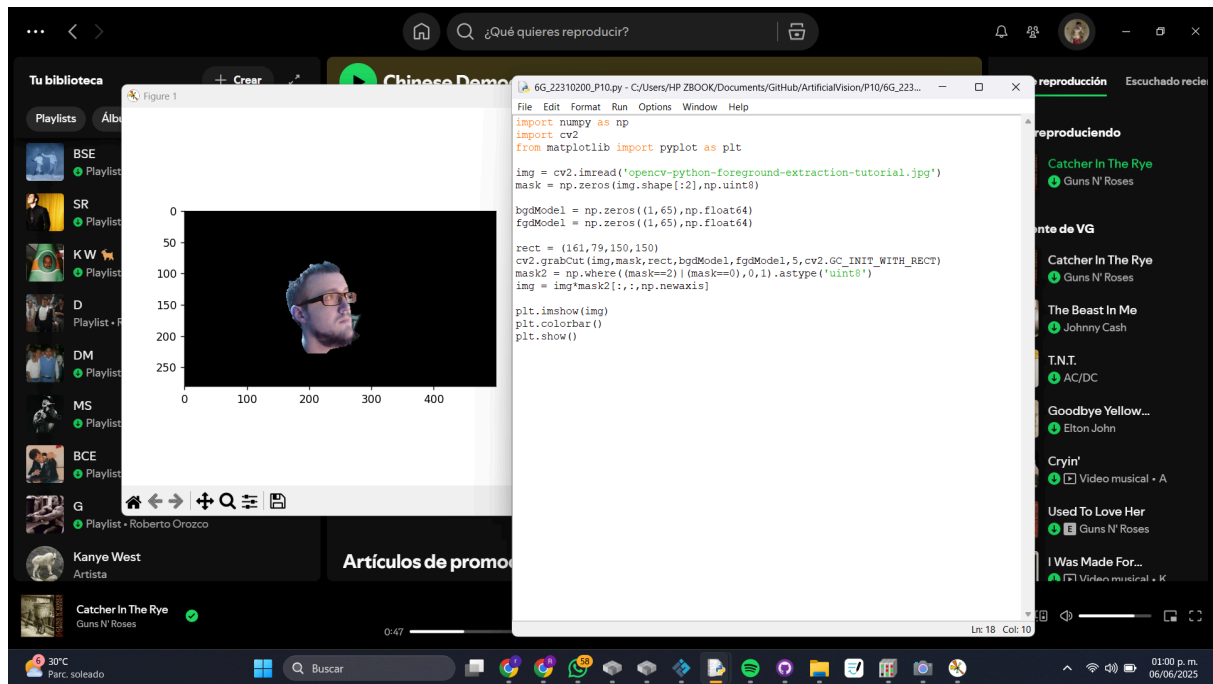 ¿Qué quieres reproducir?
Tu biblioteca
Crear
Playlists
BSE
Playlist
SR
Playlist
K W
Playlist
D
Playlist
DM
Playlist
MS
Playlist
BCE
Playlist
G
Playlist • Roberto Orozco
Kanye West
Artista
Chinese Demo
Artículos de promo
Figure 1
0
50
100
150
200
250
0
100
200
300
400
6G_22310200_P10.py - C:/Users/HP ZBOOK/Documents/GitHub/ArtificialVision/P10/6G_223...
File Edit Format Run Options Window Help
import numpy as np
import cv2
from matplotlib import pyplot as plt
img = cv2.imread('opencv-python-foreground-extraction-tutorial.jpg')
mask = np.zeros(img.shape[:2],np.uint8)
bgdModel = np.zeros((1,65),np.float64)
fgdModel = np.zeros((1,65),np.float64)
rect = (161,79,150,150)
cv2.grabCut(img,mask,rect,bgdModel,fgdModel,5,cv2.GC_INIT_WITH_RECT)
mask2 = np.where((mask==2)|(mask==0),0,1).astype('uint8')
img = img*mask2[:,:,np.newaxis]
plt.imshow(img)
plt.colorbar()
plt.show()
Ln: 18 Col: 10
reproducción
Escuchado recie
reproduciendo
Catcher In The Rye
Guns N' Roses
nte de VG
Catcher In The Rye
Guns N' Roses
The Beast In Me
Johnny Cash
T.N.T.
AC/DC
Goodbye Yellow...
Elton John
Cryin'
Video musical • A
Used To Love Her
E Guns N' Roses
I Was Made For...
Video musical • K
Catcher In The Rye
Guns N' Roses
0:47
6
30°C
Parc. soleado
Buscar
58
01:00 p. m.
06/06/2025